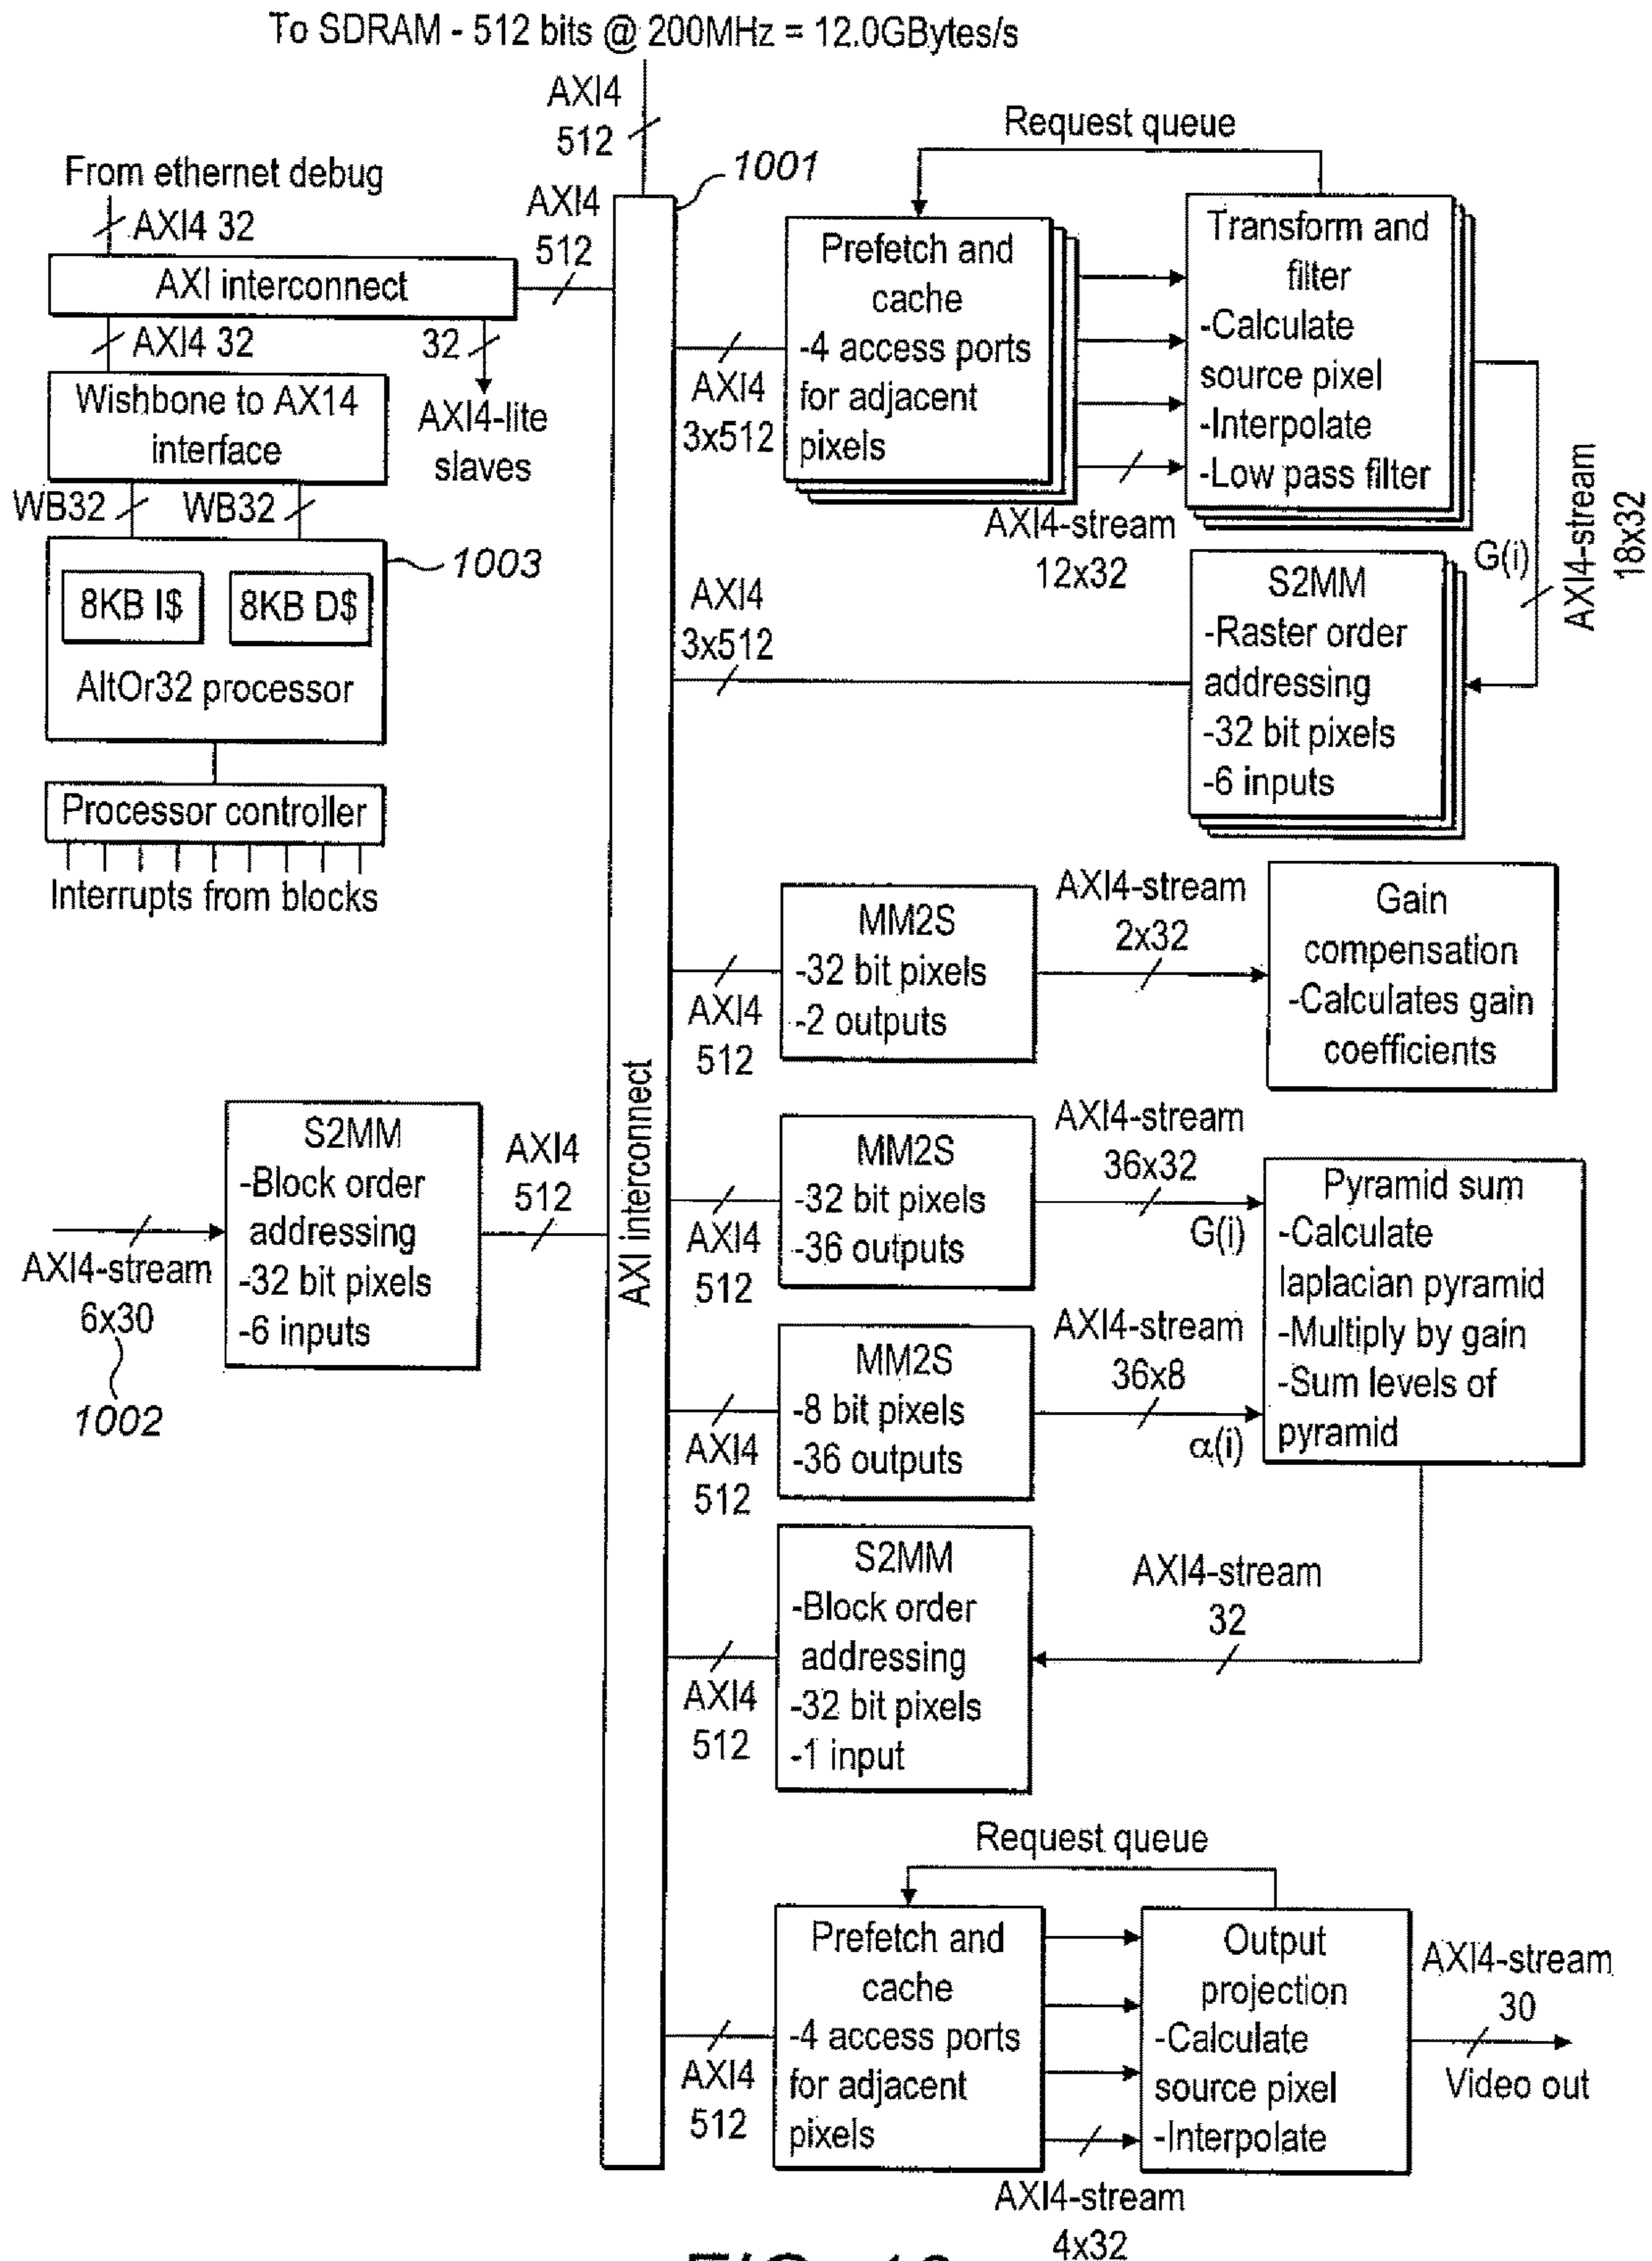 To SDRAM - 512 bits @ 200MHz = 12.0GBytes/s
AXI4
512
1001
From ethernet debug
AXI4 32
AXI interconnect
AXI4
512
AXI4 32
32
AXI4-lite
slaves
Wishbone to AX14
interface
WB32
WB32
1003
8KB I$
8KB D$
AltOr32 processor
Processor controller
Interrupts from blocks
AXI4-stream
6x30
1002
S2MM
-Block order
addressing
-32 bit pixels
-6 inputs
AXI4
512
AXI interconnect
Request queue
AXI4
3x512
Prefetch and
cache
-4 access ports
for adjacent
pixels
AXI4-stream
12x32
Transform and
filter
-Calculate
source pixel
-Interpolate
-Low pass filter
G(i)
AXI4-stream
18x32
AXI4
3x512
S2MM
-Raster order
addressing
-32 bit pixels
-6 inputs
AXI4
512
MM2S
-32 bit pixels
-2 outputs
AXI4-stream
2x32
Gain
compensation
-Calculates gain
coefficients
AXI4
512
MM2S
-32 bit pixels
-36 outputs
AXI4-stream
36x32
G(i)
AXI4
512
MM2S
-8 bit pixels
-36 outputs
AXI4-stream
36x8
α(i)
Pyramid sum
-Calculate
laplacian pyramid
-Multiply by gain
-Sum levels of
pyramid
AXI4
512
S2MM
-Block order
addressing
-32 bit pixels
-1 input
AXI4-stream
32
Request queue
AXI4
512
Prefetch and
cache
-4 access ports
for adjacent
pixels
AXI4-stream
4x32
Output
projection
-Calculate
source pixel
-Interpolate
AXI4-stream
30
Video out